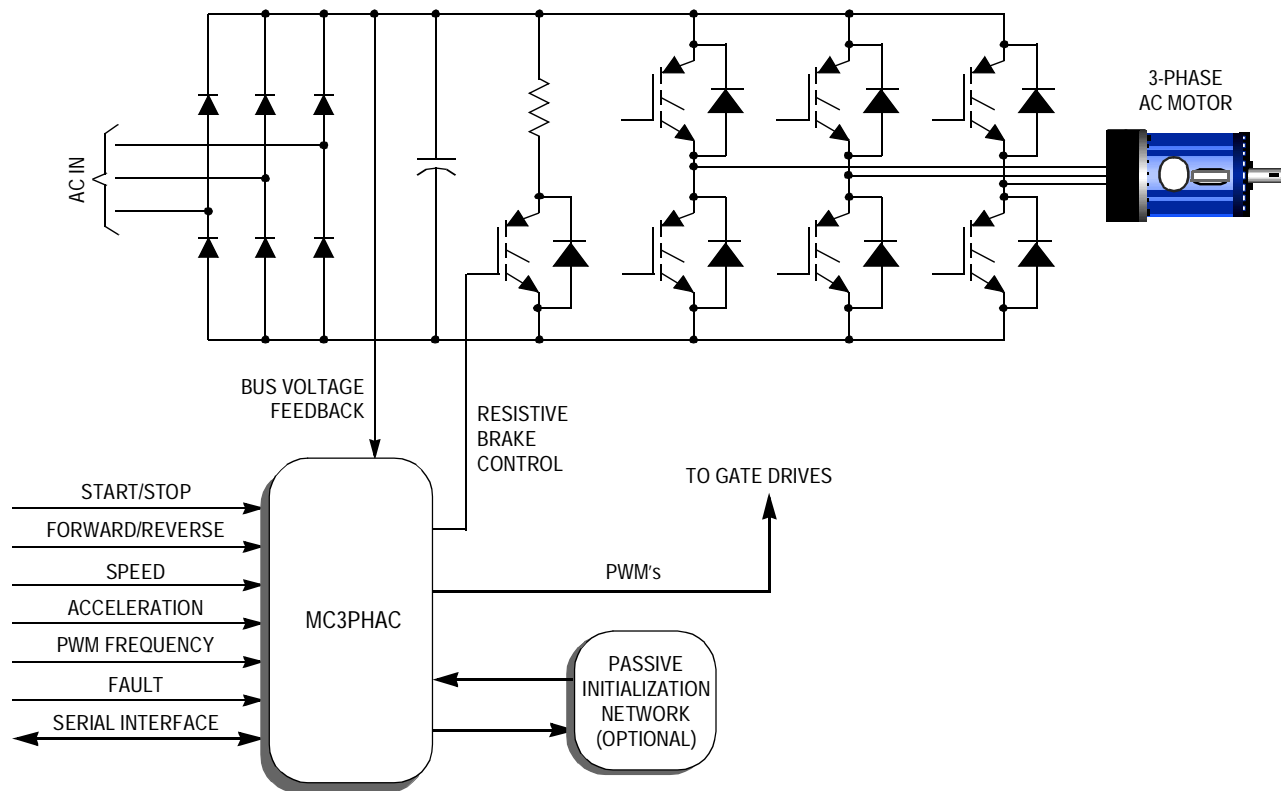 3-PHASE
AC MOTOR
AC IN
BUS VOLTAGE
FEEDBACK
RESISTIVE
BRAKE
CONTROL
TO GATE DRIVES
START/STOP
FORWARD/REVERSE
SPEED
ACCELERATION
PWM FREQUENCY
FAULT
SERIAL INTERFACE
MC3PHAC
PWM's
PASSIVE
INITIALIZATION
NETWORK
(OPTIONAL)